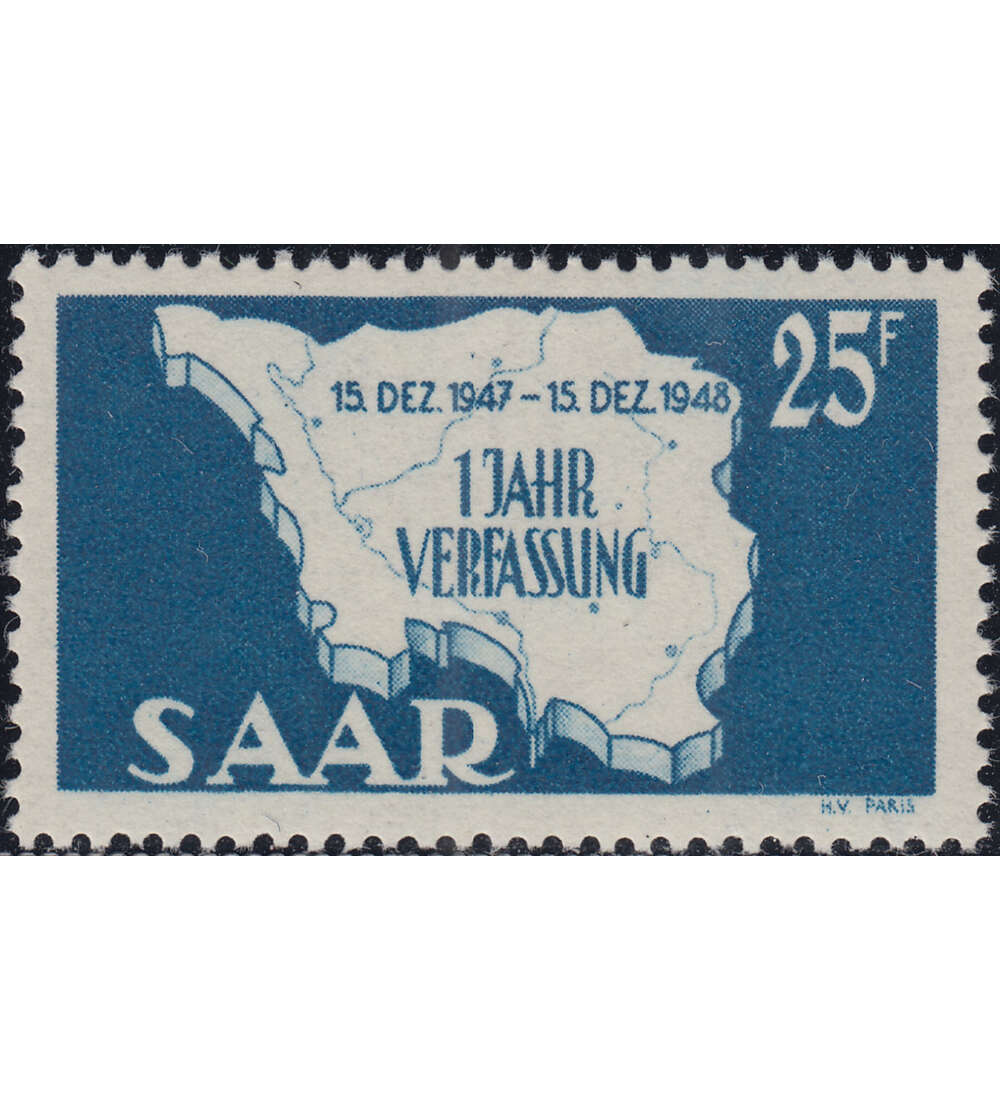 25F
15. DEZ. 1947 – 15. DEZ. 1948
1 JAHR
VERFASSUNG
SAAR
H.V. PARIS